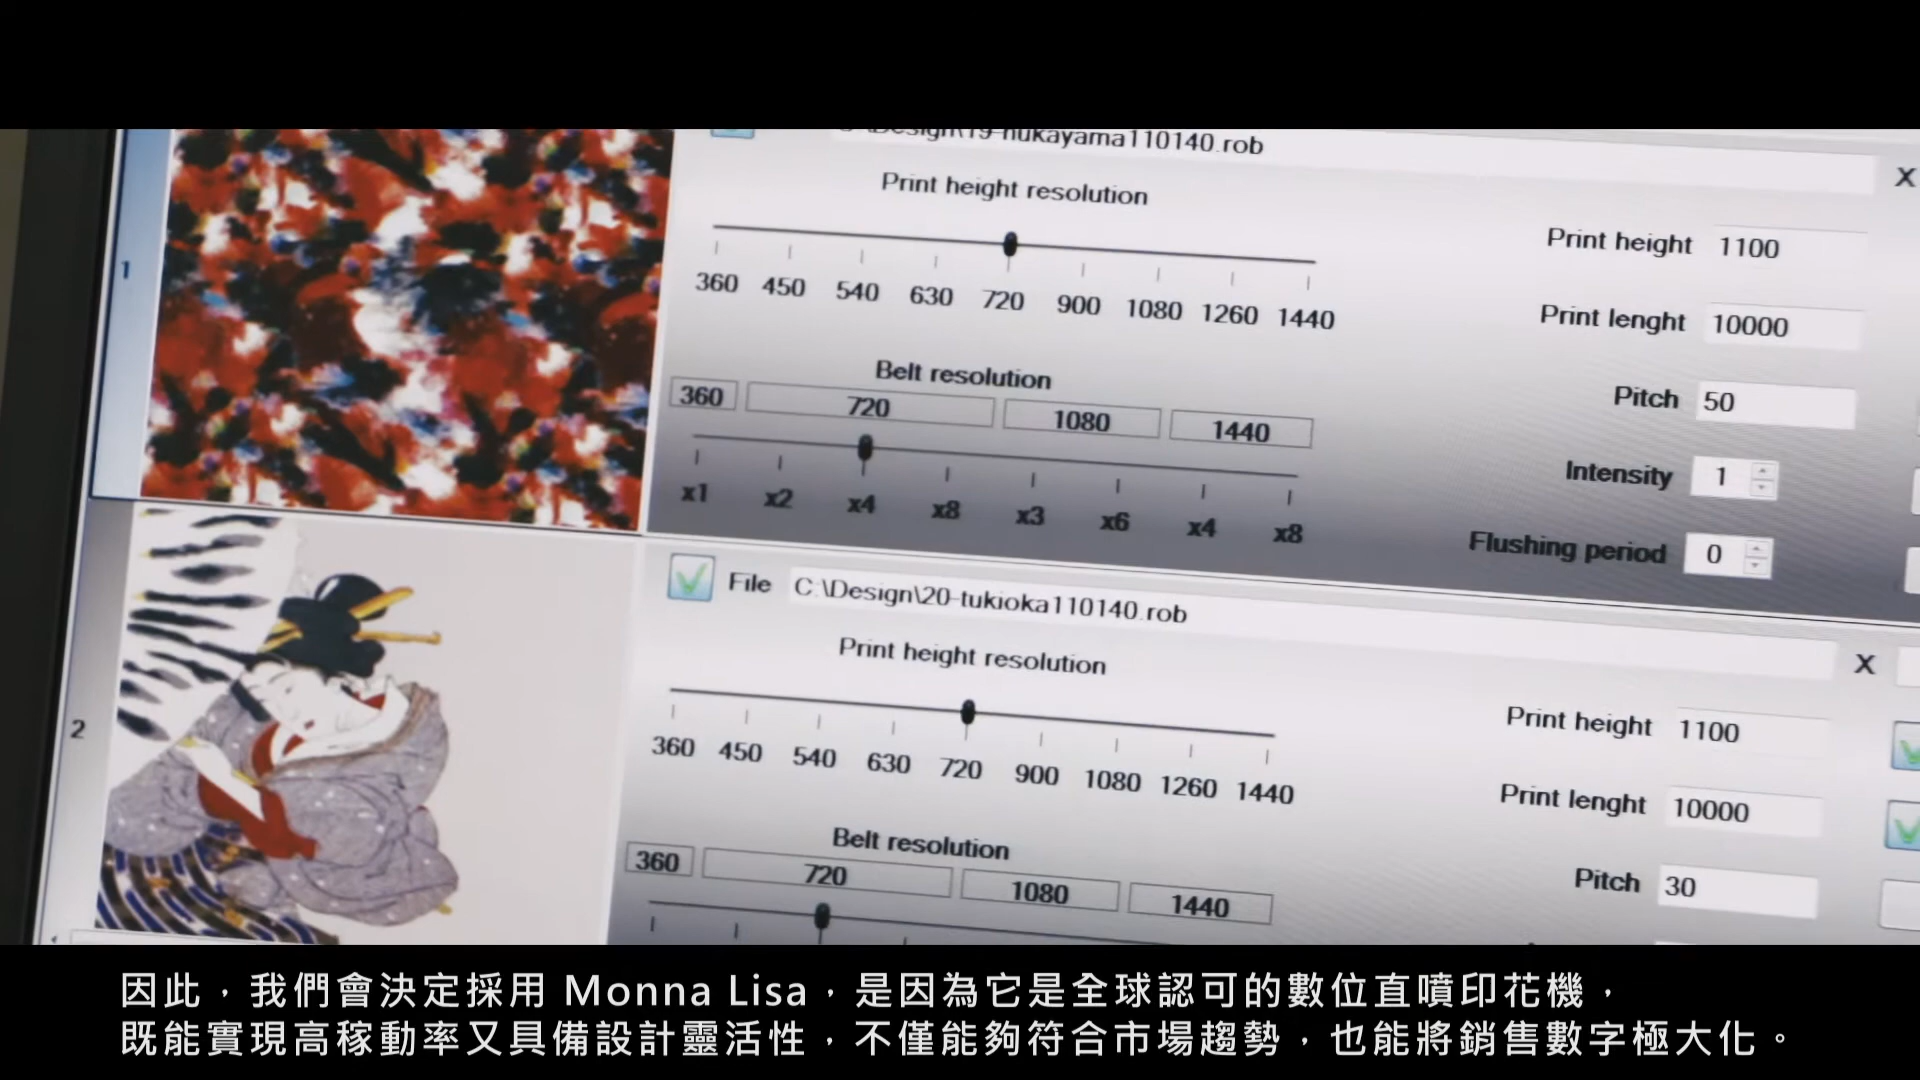 \Design\19-nukayama110140.rob
X
Print height resolution
360 450 540 630 720 900 1080 1260 1440
Print height 1100
Print lenght 10000
Belt resolution
360 720 1080 1440
x1 x2 x4 x8 x3 x6 x4 x8
Pitch 50
Intensity 1
Flushing period 0
1
File C:\Design\20-tukioka110140.rob
X
Print height resolution
360 450 540 630 720 900 1080 1260 1440
Print height 1100
Print lenght 10000
Belt resolution
360 720 1080 1440
Pitch 30
2
因此，我們會決定採用 Monna Lisa，是因為它是全球認可的數位直噴印花機，
既能實現高稼動率又具備設計靈活性，不僅能夠符合市場趨勢，也能將銷售數字極大化。